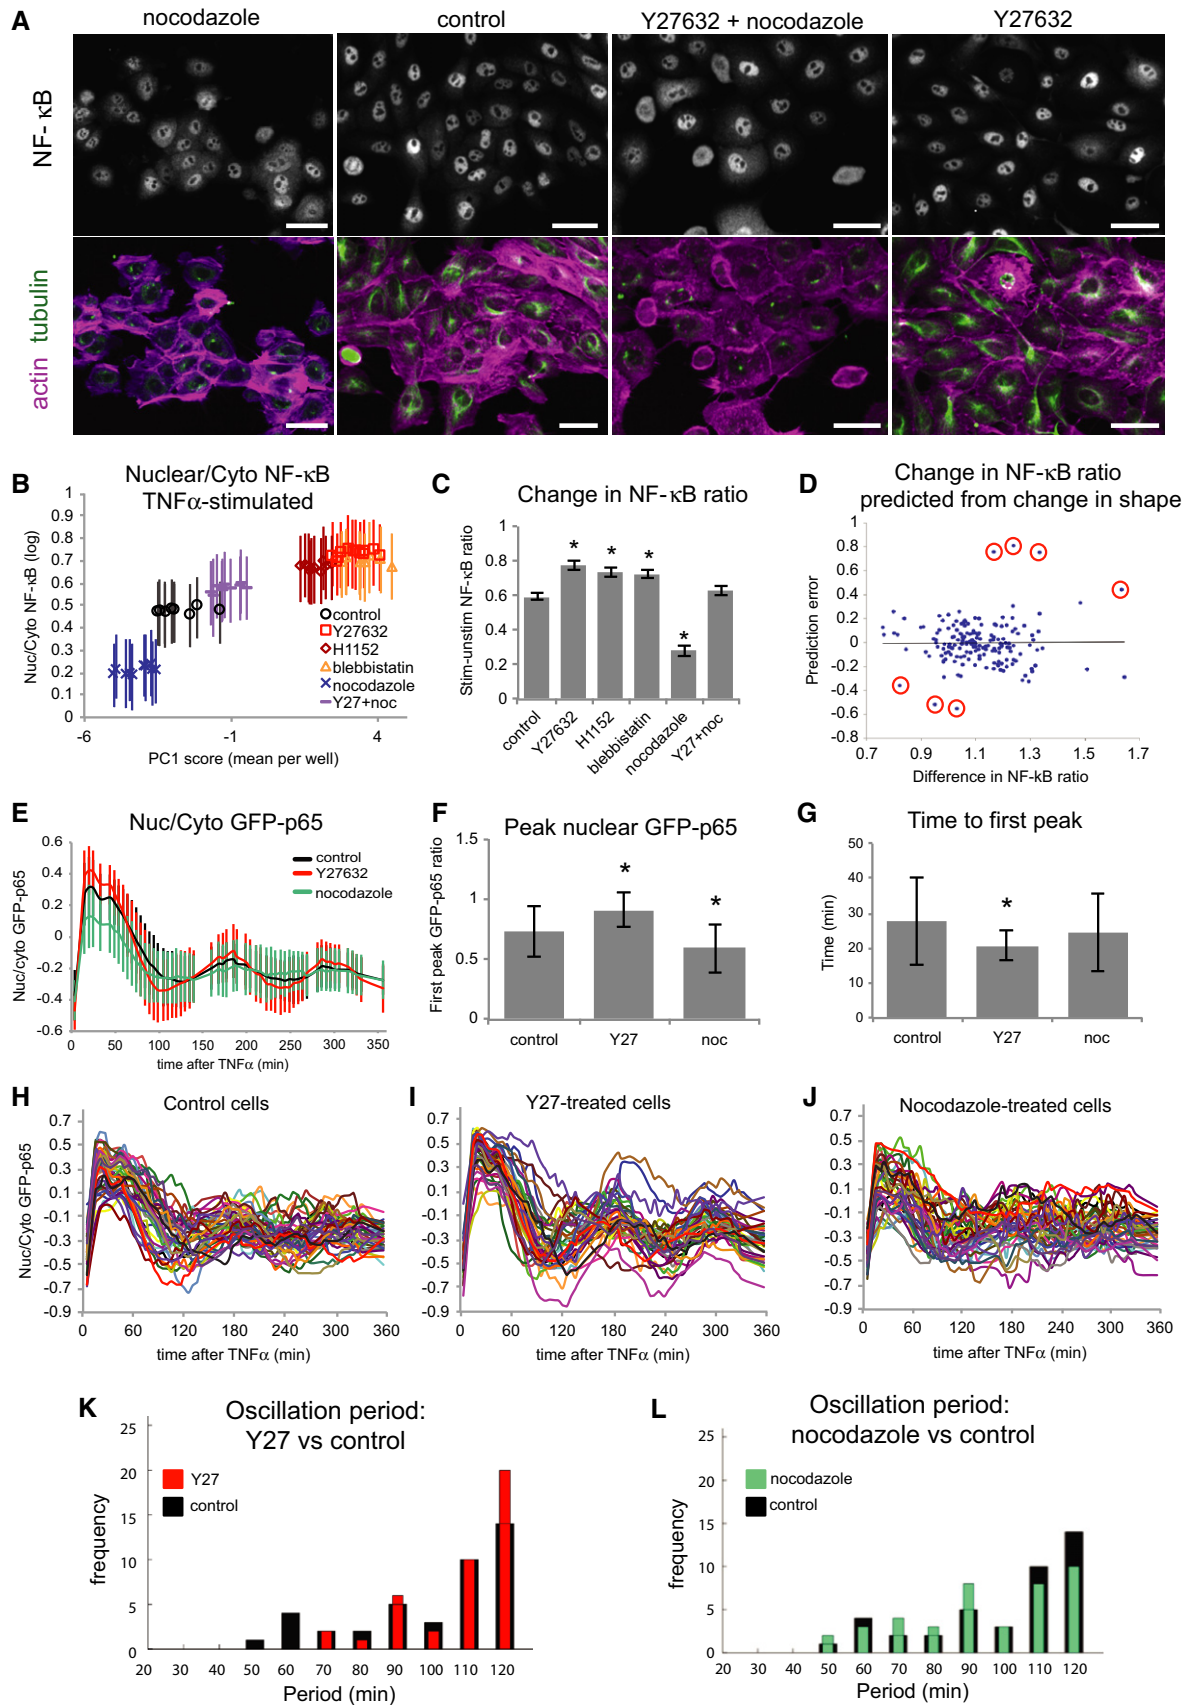 A
nocodazole
control
Y27632 + nocodazole
Y27632
NF-κB
actin tubulin
B
Nuclear/Cyto NF-κB
TNFα-stimulated
Nuc/Cyto NF-κB (log)
1
0.9
0.8
0.7
0.6
0.5
0.4
0.3
0.2
0.1
0
-6
-1
4
PC1 score (mean per well)
control
Y27632
H1152
blebbistatin
nocodazole
Y27+noc
C
Change in NF-κB ratio
Stim-unstim NF-κB ratio
1
0.8
0.6
0.4
0.2
0
* * * *
control
Y27632
H1152
blebbistatin
nocodazole
Y27+noc
D
Change in NF-κB ratio
predicted from change in shape
Prediction error
1
0.8
0.6
0.4
0.2
0
-0.2
-0.4
-0.6
-0.8
0.7 0.9 1.1 1.3 1.5 1.7
Difference in NF-kB ratio
E
Nuc/Cyto GFP-p65
Nuc/cyto GFP-p65
0.6
0.4
0.2
0
-0.2
-0.4
-0.6
0 50 100 150 200 250 300 350
time after TNFα (min)
control
Y27632
nocodazole
F
Peak nuclear GFP-p65
First peak GFP-p65 ratio
1.5
1
0.5
0
* *
control Y27 noc
G
Time to first peak
Time (min)
50
40
30
20
10
0
*
control Y27 noc
H
Control cells
Nuc/Cyto GFP-p65
0.7
0.5
0.3
0.1
-0.1
-0.3
-0.5
-0.7
-0.9
0 60 120 180 240 300 360
time after TNFα (min)
I
Y27-treated cells
0.7
0.5
0.3
0.1
-0.1
-0.3
-0.5
-0.7
-0.9
0 60 120 180 240 300 360
time after TNFα (min)
J
Nocodazole-treated cells
0.7
0.5
0.3
0.1
-0.1
-0.3
-0.5
-0.7
-0.9
0 60 120 180 240 300 360
time after TNFα (min)
K
Oscillation period:
Y27 vs control
frequency
25
20
15
10
5
0
Y27
control
20 30 40 50 60 70 80 90 100 110 120
Period (min)
L
Oscillation period:
nocodazole vs control
frequency
25
20
15
10
5
0
nocodazole
control
20 30 40 50 60 70 80 90 100 110 120
Period (min)